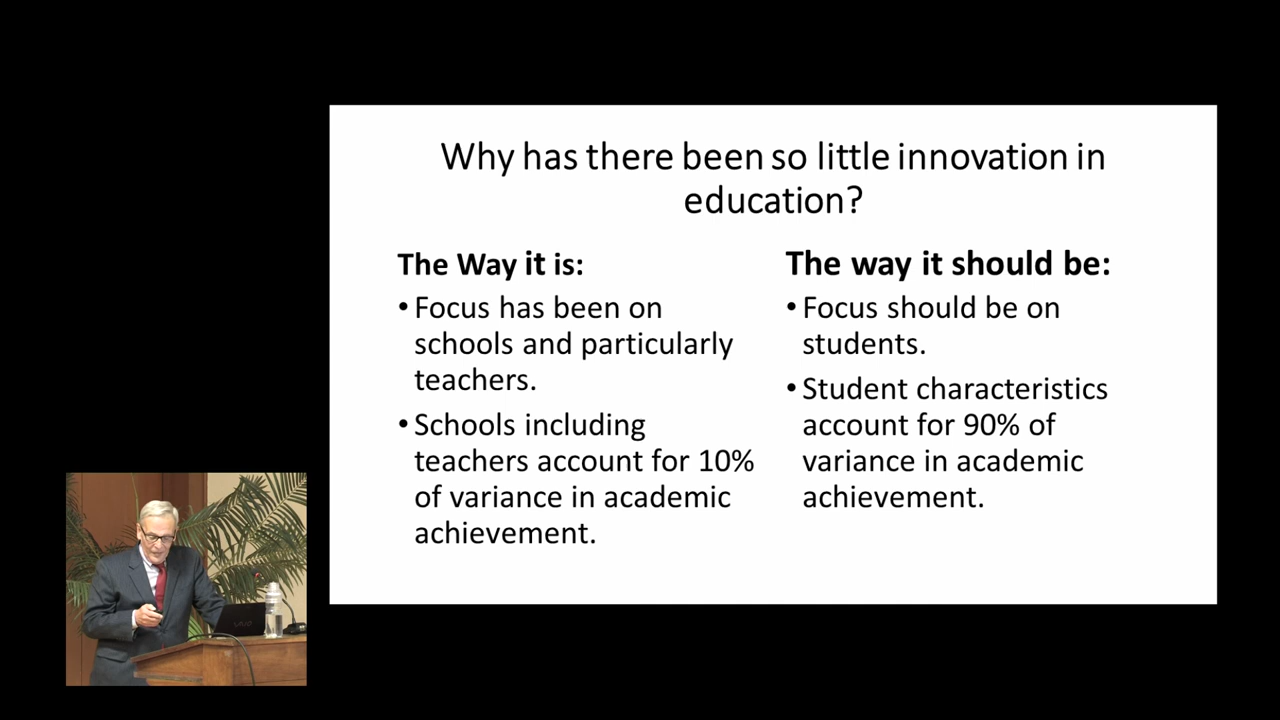 Why has there been so little innovation in
education?
The Way it is:
•Focus has been on
schools and particularly
teachers.
•Schools including
teachers account for 10%
of variance in academic
achievement.
The way it should be:
•Focus should be on
students.
•Student characteristics
account for 90% of
variance in academic
achievement.
VAIO